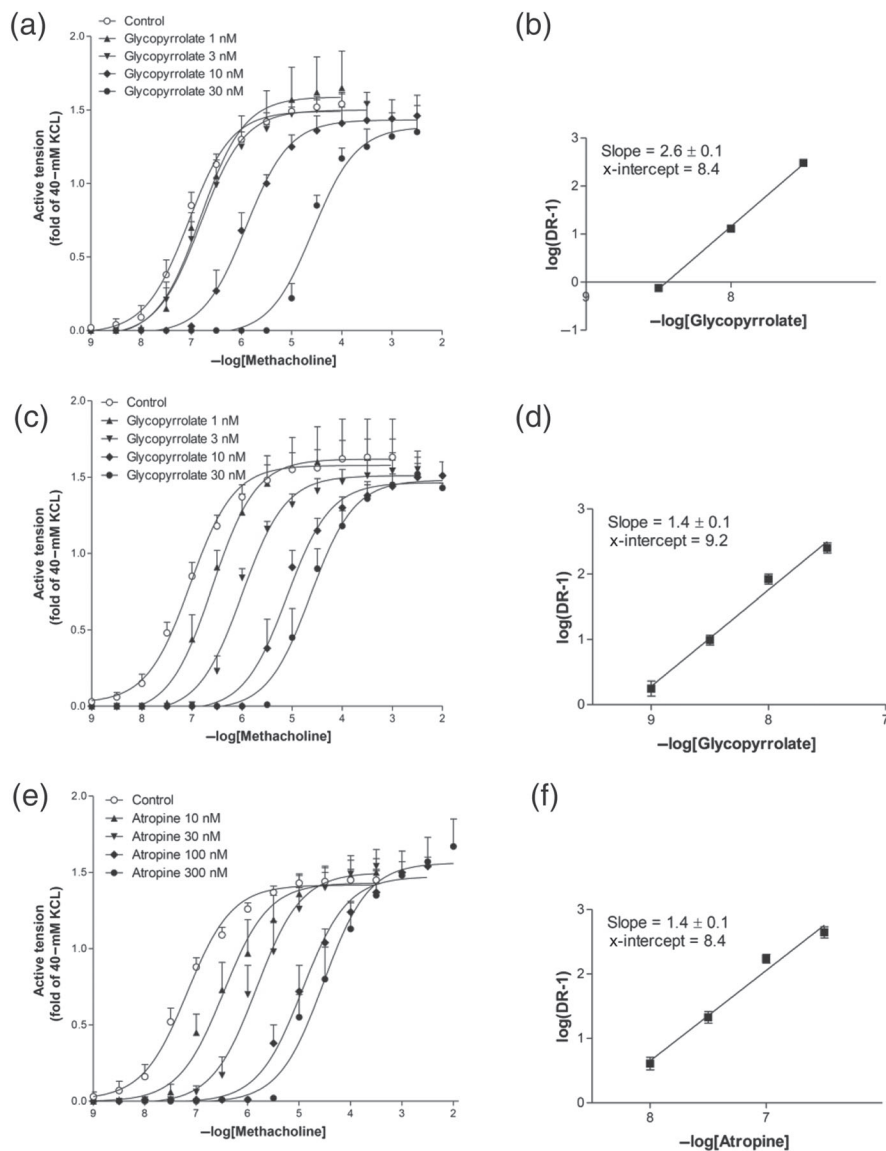 (a)
Control
Glycopyrrolate 1 nM
Glycopyrrolate 3 nM
Glycopyrrolate 10 nM
Glycopyrrolate 30 nM
Active tension
(fold of 40−mM KCL)
2.0
1.5
1.0
0.5
0.0
9 8 7 6 5 4 3 2
−log[Methacholine]
(b)
Slope = 2.6 ± 0.1
x-intercept = 8.4
log(DR-1)
3
2
1
0
−1
9 8
−log[Glycopyrrolate]
(c)
Control
Glycopyrrolate 1 nM
Glycopyrrolate 3 nM
Glycopyrrolate 10 nM
Glycopyrrolate 30 nM
Active tension
(fold of 40−mM KCL)
2.0
1.5
1.0
0.5
0.0
9 8 7 6 5 4 3 2
−log[Methacholine]
(d)
Slope = 1.4 ± 0.1
x-intercept = 9.2
log(DR-1)
3
2
1
0
9 8 7
−log[Glycopyrrolate]
(e)
Control
Atropine 10 nM
Atropine 30 nM
Atropine 100 nM
Atropine 300 nM
Active tension
(fold of 40−mM KCL)
2.0
1.5
1.0
0.5
0.0
9 8 7 6 5 4 3 2
−log[Methacholine]
(f)
Slope = 1.4 ± 0.1
x-intercept = 8.4
log(DR-1)
3
2
1
0
8 7
−log[Atropine]